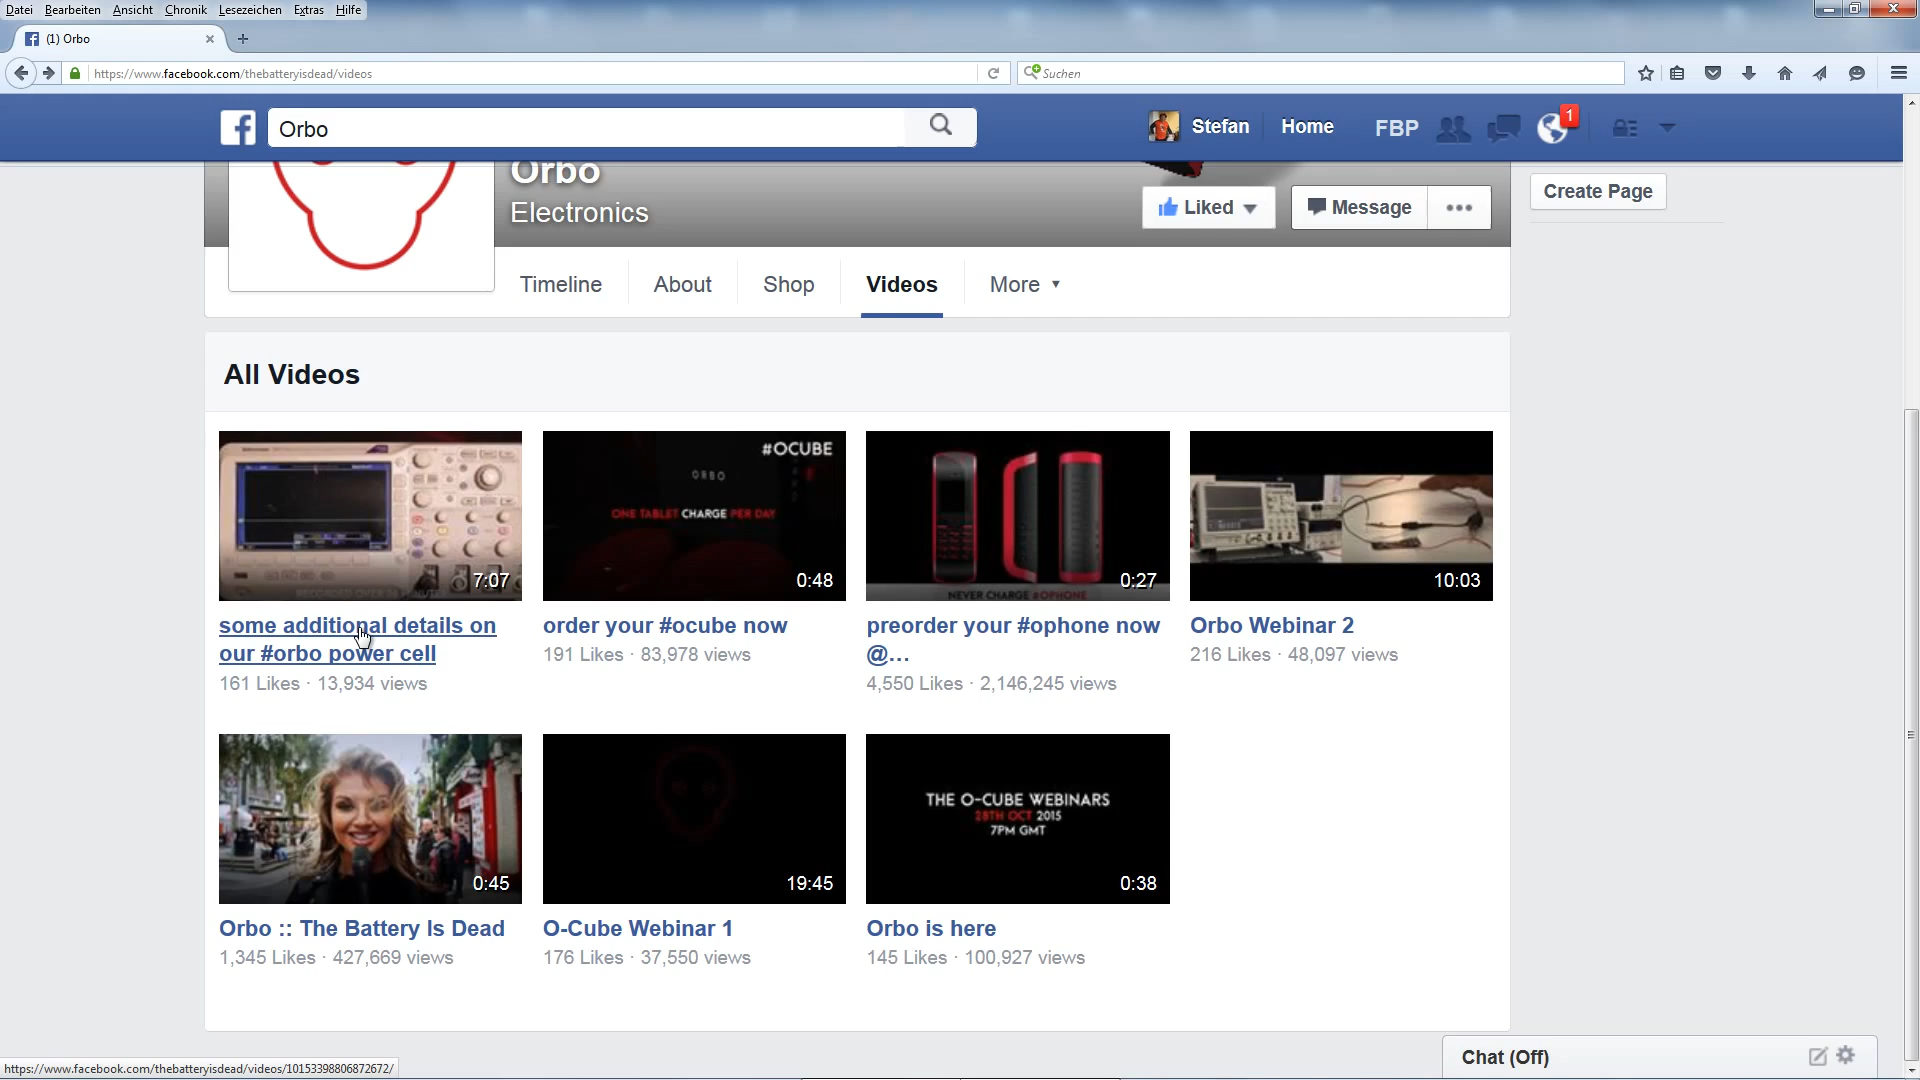 Datei Bearbeiten Ansicht Chronik Lesezeichen Extras Hilfe
(1) Orbo
https://www.facebook.com/thebatteryisdead/videos
Suchen
Orbo
Stefan
Home
FBP
1
Orbo
Electronics
Liked
Message
Create Page
Timeline
About
Shop
Videos
More
All Videos
7:07
#OCUBE
ORBO
ONE TABLET CHARGE PER DAY
0:48
0:27
NEVER CHARGE #OPHONE
10:03
some additional details on
our #orbo power cell
161 Likes · 13,934 views
order your #ocube now
191 Likes · 83,978 views
preorder your #ophone now
@...
4,550 Likes · 2,146,245 views
Orbo Webinar 2
216 Likes · 48,097 views
0:45
19:45
THE O-CUBE WEBINARS
28TH OCT 2015
7PM GMT
0:38
Orbo :: The Battery Is Dead
1,345 Likes · 427,669 views
O-Cube Webinar 1
176 Likes · 37,550 views
Orbo is here
145 Likes · 100,927 views
Chat (Off)
https://www.facebook.com/thebatteryisdead/videos/10153398806872672/